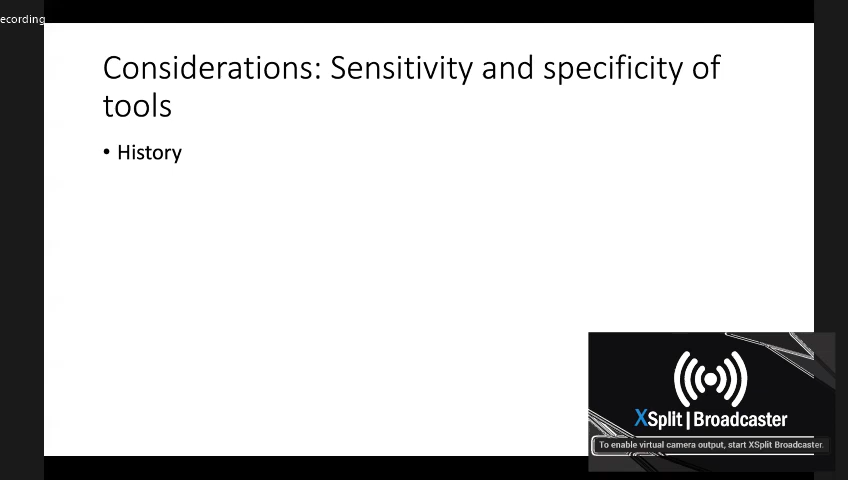 ecording
Considerations: Sensitivity and specificity of
tools
• History
XSplit | Broadcaster
To enable virtual camera output, start XSplit Broadcaster.